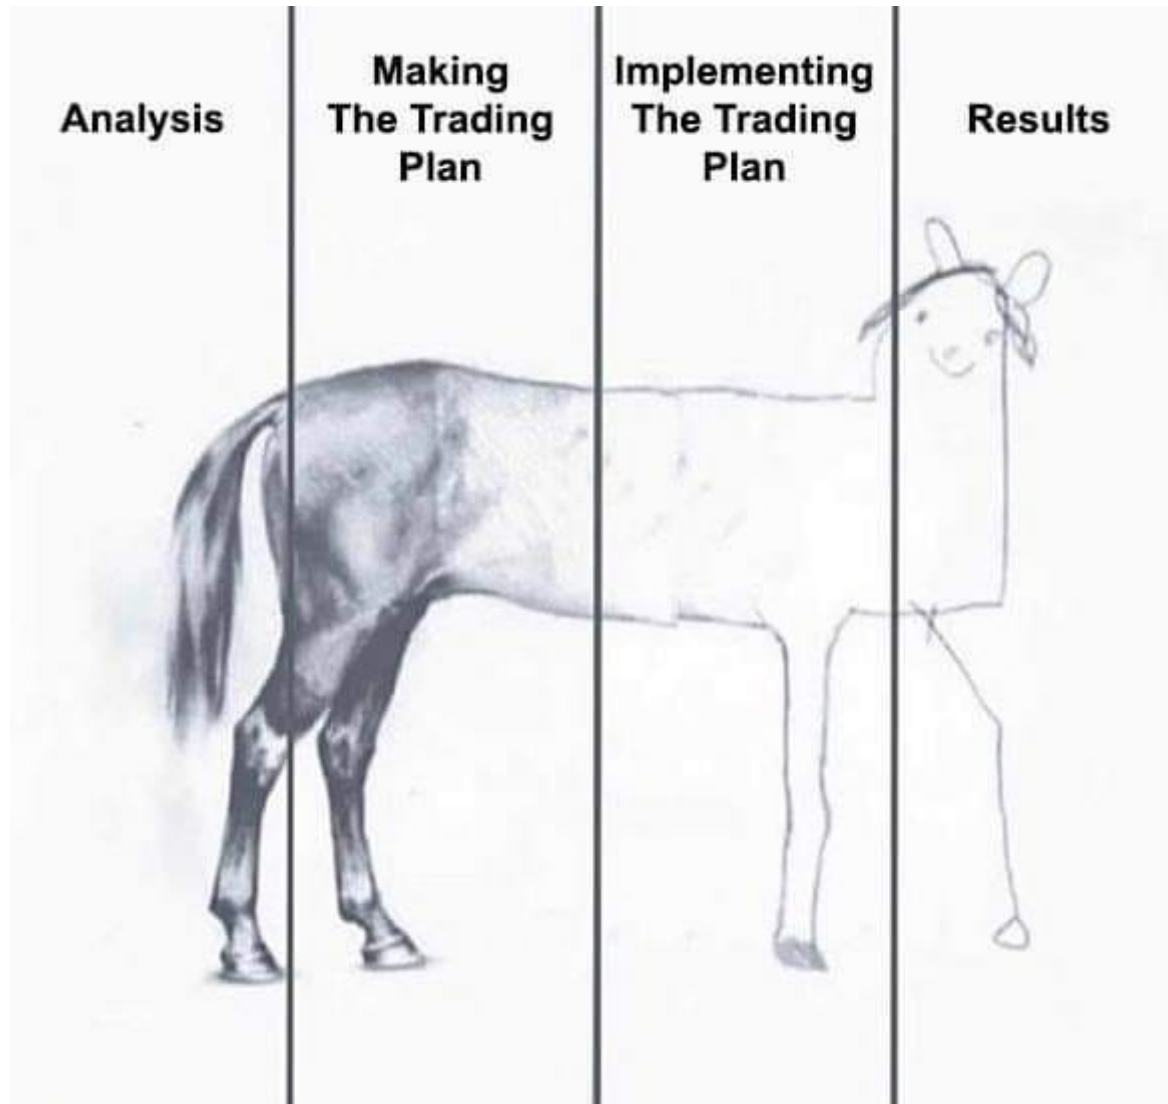 Analysis
Making
The Trading
Plan
Implementing
The Trading
Plan
Results